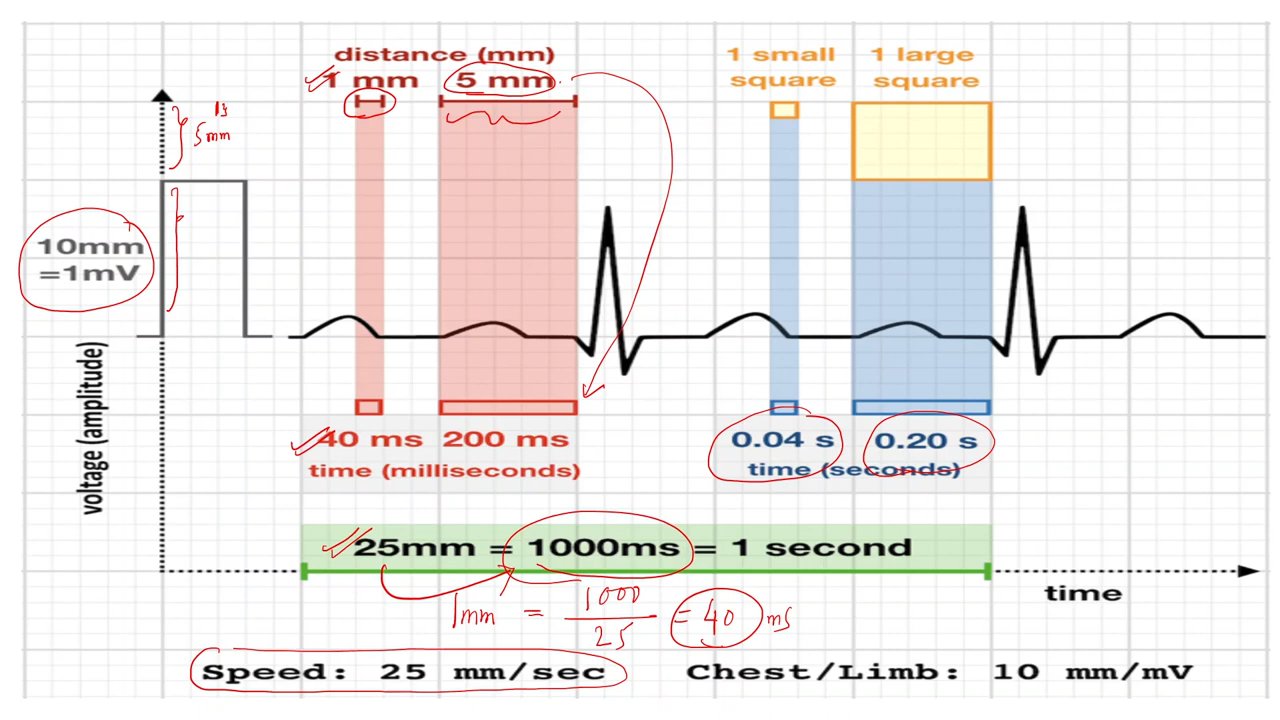 distance (mm)
1 mm 5 mm
1 small square
1 large square
5mm
10mm
=1mV
voltage (amplitude)
40 ms 200 ms
time (milliseconds)
0.04 s 0.20 s
time (seconds)
25mm = 1000ms = 1 second
time
1mm = 1000/25 = 40 ms
Speed: 25 mm/sec Chest/Limb: 10 mm/mV